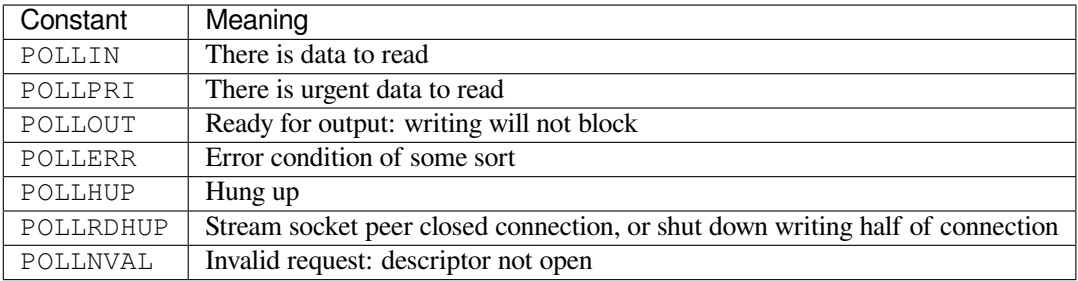 Constant Meaning
POLLIN There is data to read
POLLPRI There is urgent data to read
POLLOUT Ready for output: writing will not block
POLLERR Error condition of some sort
POLLHUP Hung up
POLLRDHUP Stream socket peer closed connection, or shut down writing half of connection
POLLNVAL Invalid request: descriptor not open